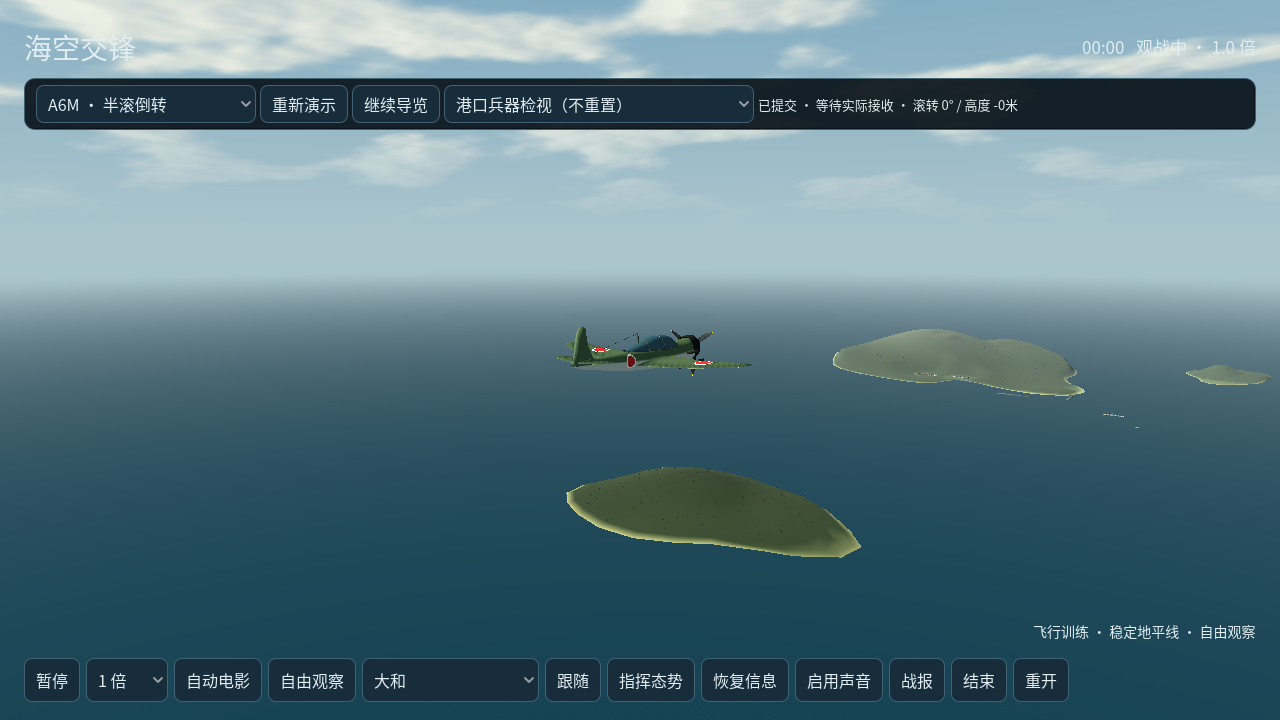 海空交锋
00:00 观战中 · 1.0 倍
A6M · 半滚倒转
重新演示
继续导览
港口兵器检视（不重置）
已提交 · 等待实际接收 · 滚转 0° / 高度 -0米
飞行训练 · 稳定地平线 · 自由观察
暂停
1 倍
自动电影
自由观察
大和
跟随
指挥态势
恢复信息
启用声音
战报
结束
重开